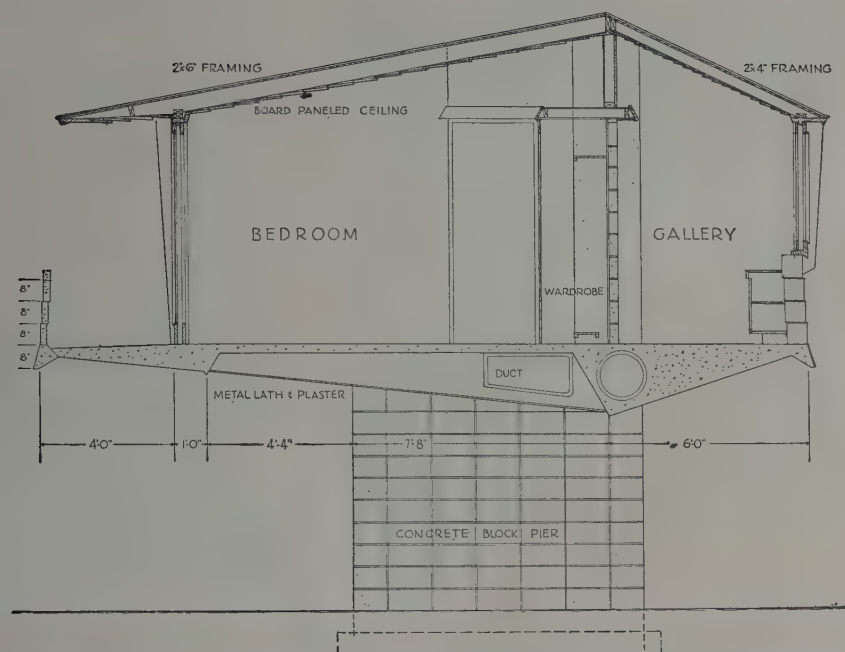 2x6" FRAMING
2x4" FRAMING
BOARD PANELED CEILING
BEDROOM
GALLERY
WARDROBE
8"
8"
8"
8"
DUCT
METAL LATH & PLASTER
4'-0"
1'-0"
4'-4"
7'-8"
6'-0"
CONCRETE BLOCK PIER